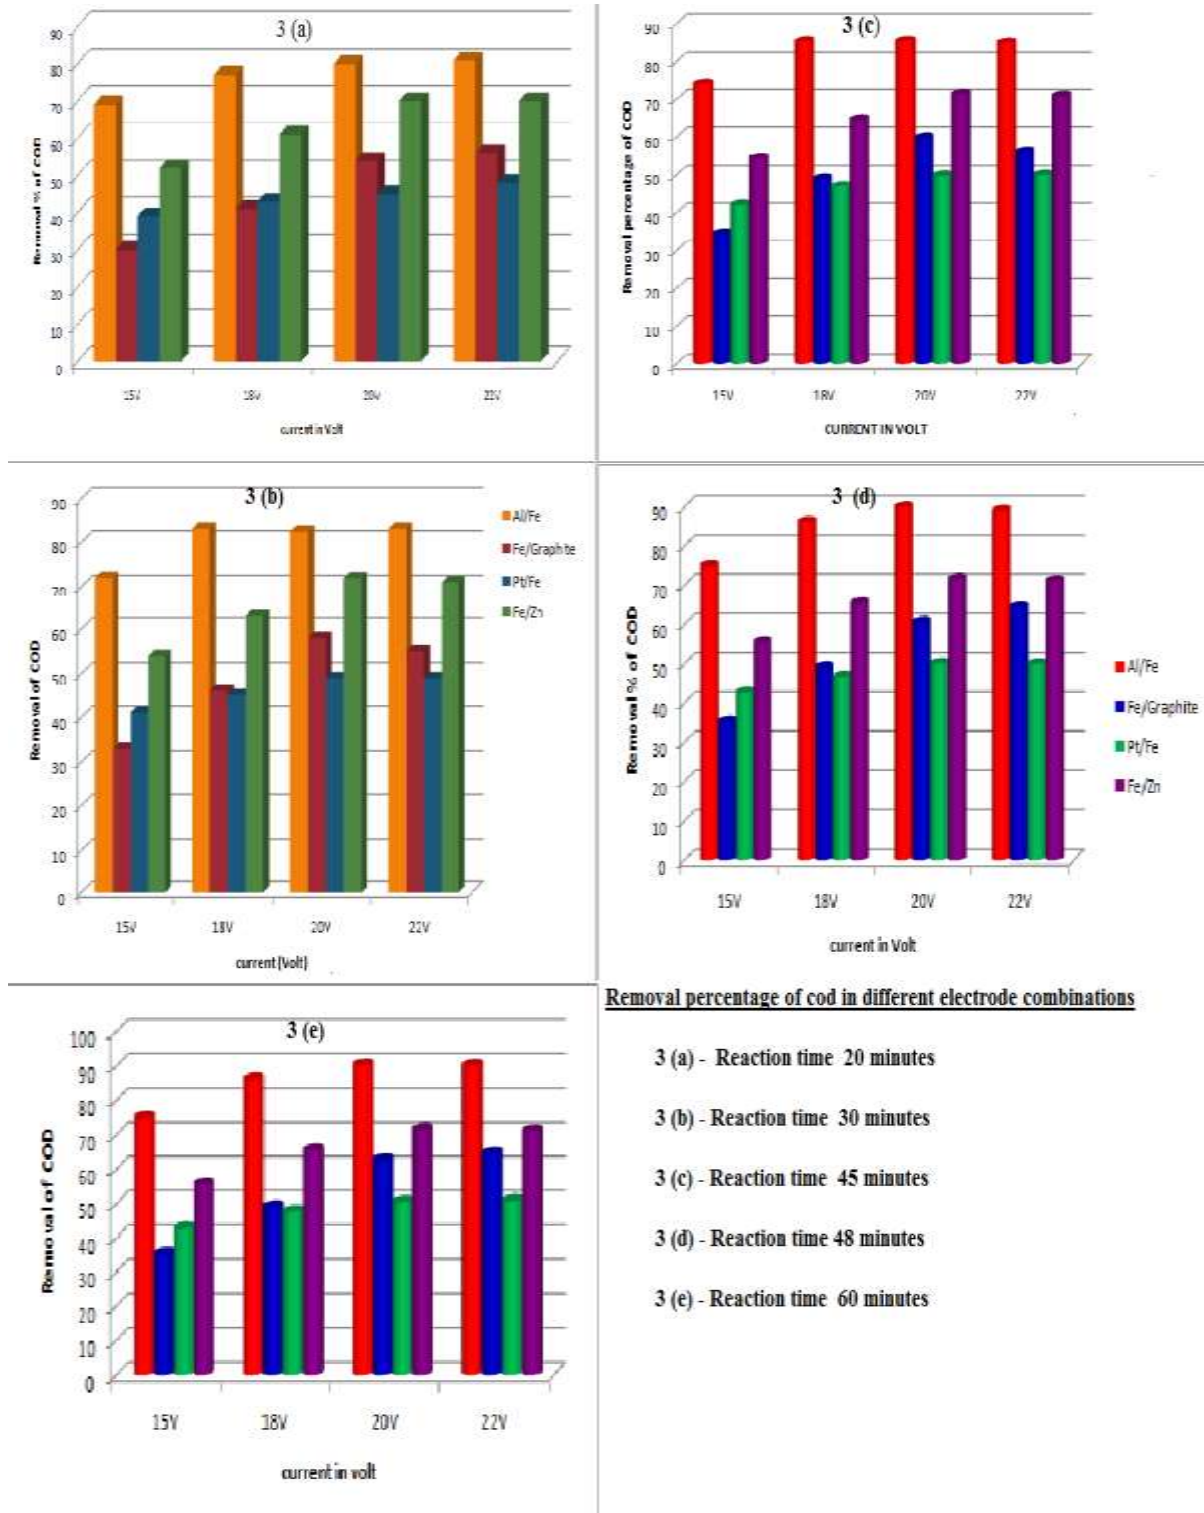 3 (a)
90
80
70
60
50
40
30
20
10
0
Removal % of COD
15V
18V
20V
22V
current in Volt
3 (c)
90
80
70
60
50
40
30
20
10
0
Removal percentage of COD
15V
18V
20V
22V
CURRENT IN VOLT
3 (b)
90
80
70
60
50
40
30
20
10
0
Removal of COD
15V
18V
20V
22V
current (Volt)
Al/Fe
Fe/Graphite
Pt/Fe
Fe/Zn
3 (d)
90
80
70
60
50
40
30
20
10
0
Removal % of COD
15V
18V
20V
22V
current in Volt
Al/Fe
Fe/Graphite
Pt/Fe
Fe/Zn
3 (e)
100
90
80
70
60
50
40
30
20
10
0
Removal of COD
15V
18V
20V
22V
current in volt
Removal percentage of cod in different electrode combinations
3 (a) - Reaction time 20 minutes
3 (b) - Reaction time 30 minutes
3 (c) - Reaction time 45 minutes
3 (d) - Reaction time 48 minutes
3 (e) - Reaction time 60 minutes